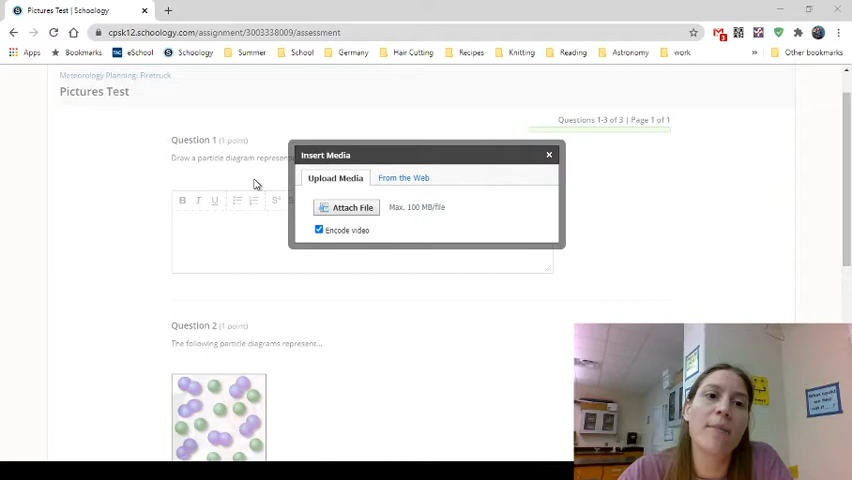 Pictures Test | Schoology
cpsk12.schoology.com/assignment/3003338009/assessment
Apps Bookmarks eSchool Schoology Summer School Germany Hair Cutting Recipes Knitting Reading Astronomy work Other bookmarks
Meteorology Planning: Firetruck
Pictures Test
Questions 1-3 of 3 | Page 1 of 1
Question 1 (1 point)
Draw a particle diagram represent
Insert Media
Upload Media From the Web
Attach File Max. 100 MB/file
Encode video
B I U
Question 2 (1 point)
The following particle diagrams represent...